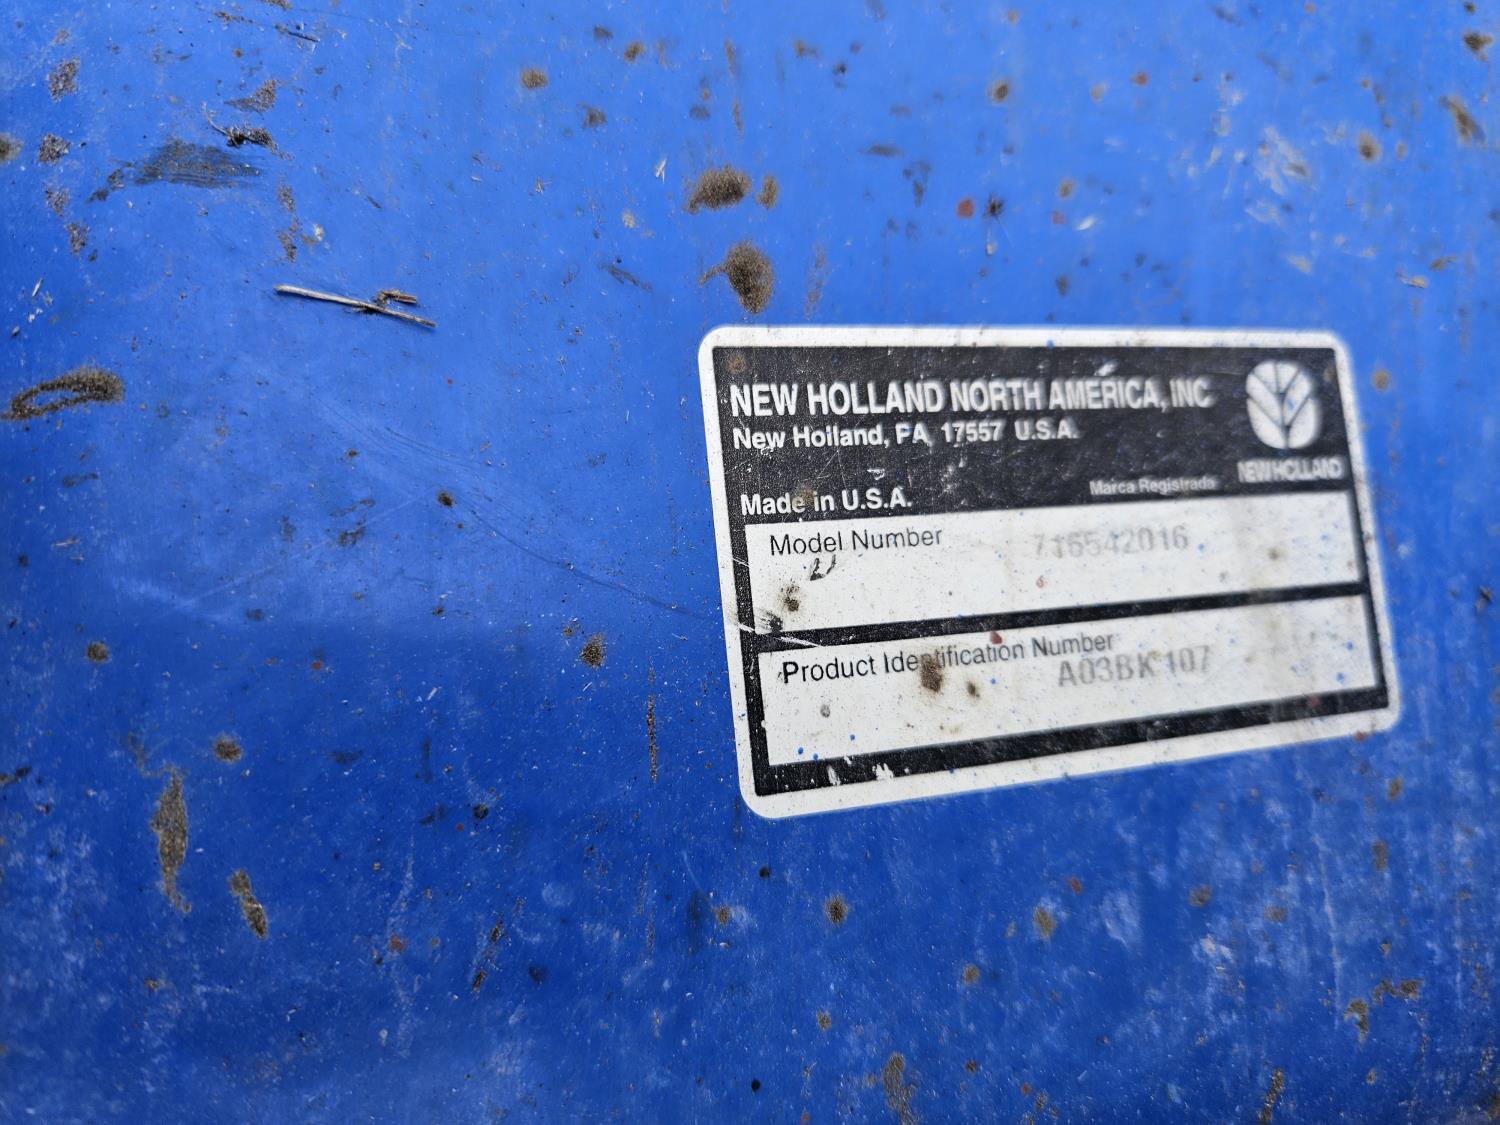 NEW HOLLAND NORTH AMERICA, INC
New Holland, PA 17557 U.S.A.
Made in U.S.A.
Marca Registrada
NEW HOLLAND
Model Number 716542016
Product Identification Number
A03BK107